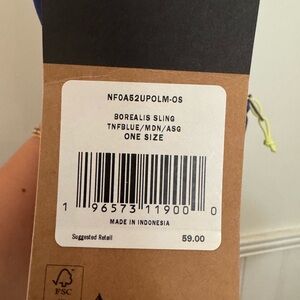 NF0A52UPOLM-OS
BOREALIS SLING
TNFBLUE/MDN/ASG
ONE SIZE
1 96573 11900 0
MADE IN INDONESIA
Suggested Retail 59.00
FSC